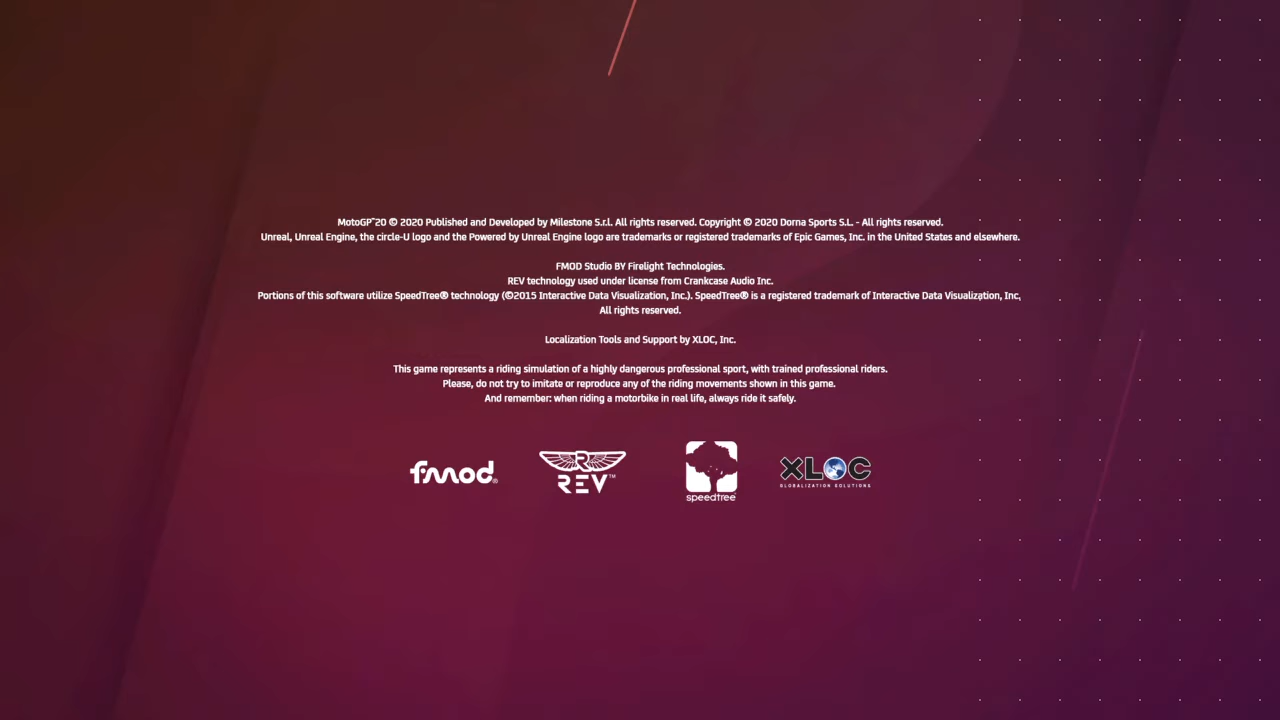 MotoGP™20 © 2020 Published and Developed by Milestone S.r.l. All rights reserved. Copyright © 2020 Dorna Sports S.L. - All rights reserved.
Unreal, Unreal Engine, the circle-U logo and the Powered by Unreal Engine logo are trademarks or registered trademarks of Epic Games, Inc. in the United States and elsewhere.
FMOD Studio BY Firelight Technologies.
REV technology used under license from Crankcase Audio Inc.
Portions of this software utilize SpeedTree® technology (©2015 Interactive Data Visualization, Inc.). SpeedTree® is a registered trademark of Interactive Data Visualization, Inc,
All rights reserved.
Localization Tools and Support by XLOC, Inc.
This game represents a riding simulation of a highly dangerous professional sport, with trained professional riders.
Please, do not try to imitate or reproduce any of the riding movements shown in this game.
And remember: when riding a motorbike in real life, always ride it safely.
fmod® R REV™ speedtree® XLOC
GLOBALIZATION SOLUTIONS